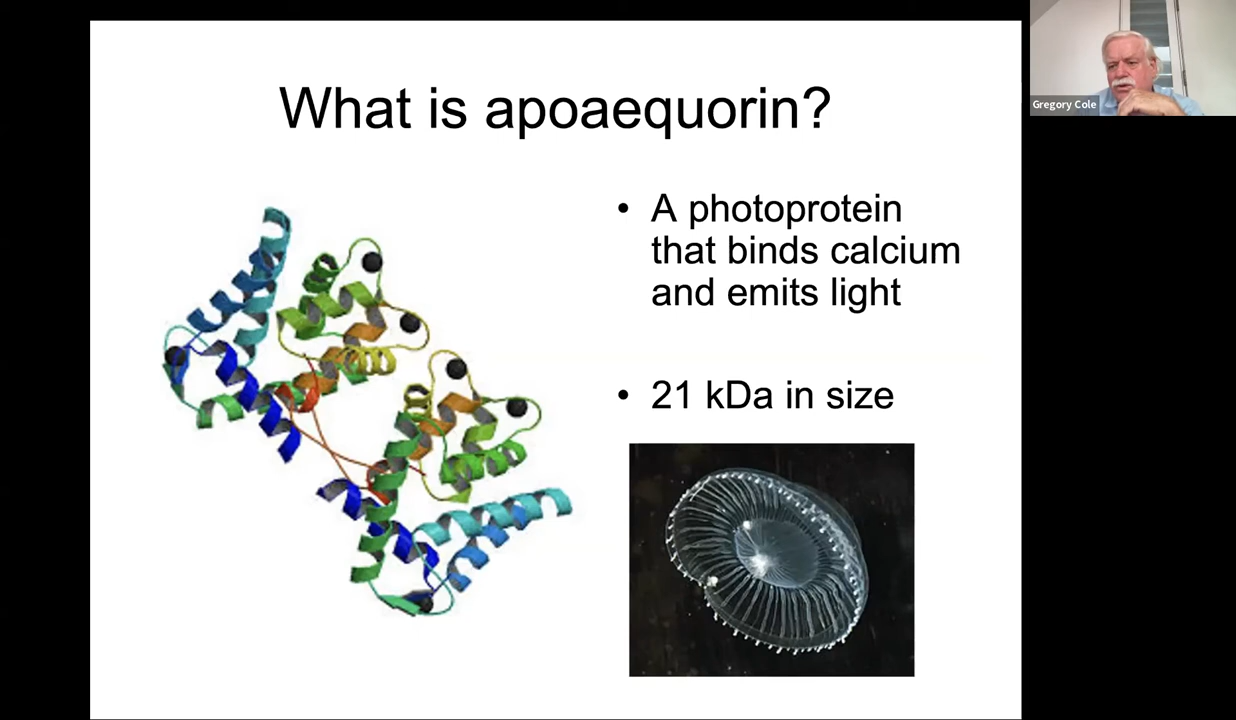 What is apoaequorin?
• A photoprotein
that binds calcium
and emits light
• 21 kDa in size
Gregory Cole